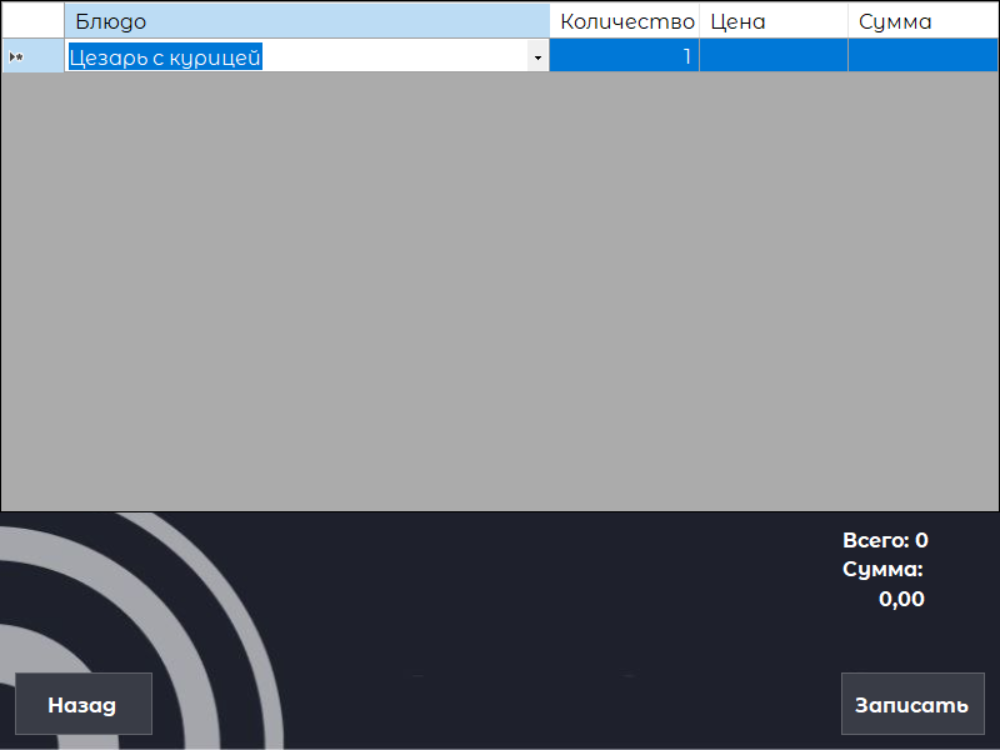 Блюдо Количество Цена Сумма
Цезарь с курицей 1
Всего: 0
Сумма:
0,00
Назад Записать